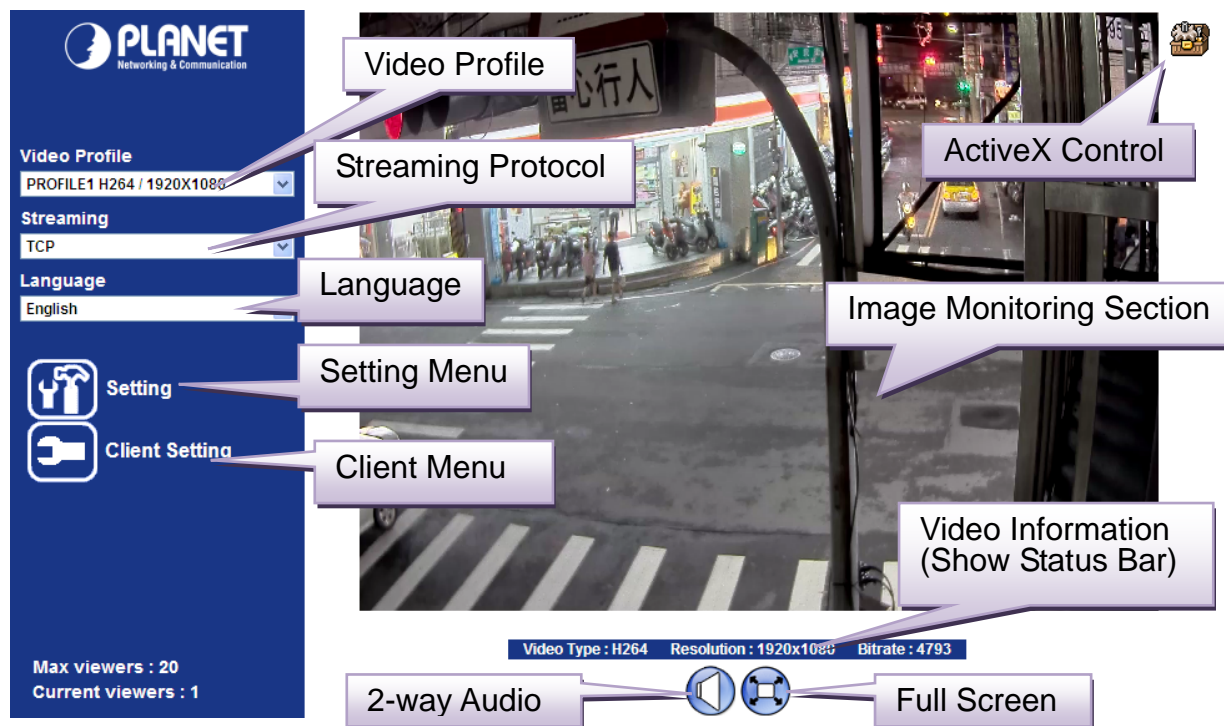 PLANET
Networking & Communication
Video Profile
PROFILE1 H264 / 1920X1080
Streaming
TCP
Language
English
Setting
Client Setting
Max viewers : 20
Current viewers : 1
Video Profile
Streaming Protocol
Language
Setting Menu
Client Menu
留心行人
ActiveX Control
Image Monitoring Section
Video Information
(Show Status Bar)
Video Type : H264 Resolution : 1920x1080 Bitrate : 4793
2-way Audio
Full Screen